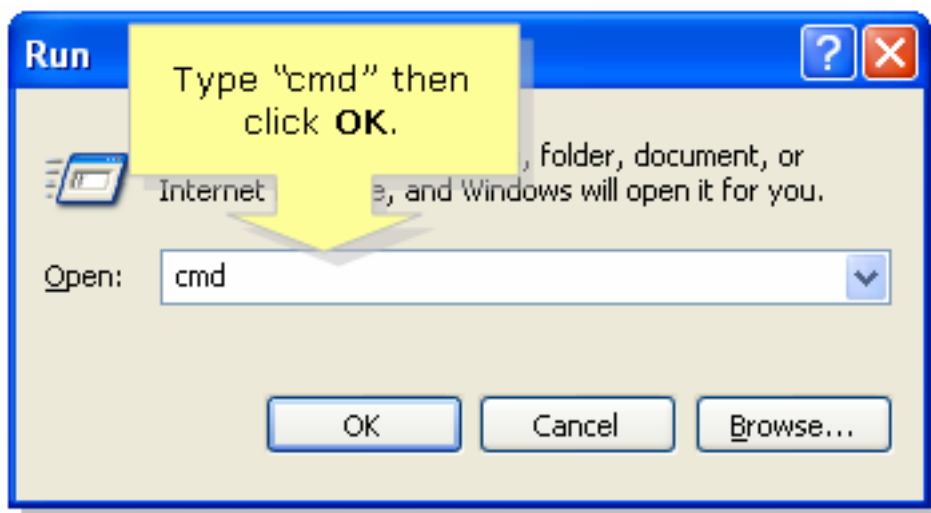 Run
Type “cmd” then
click OK.
, folder, document, or
Internet e, and Windows will open it for you.
Open:
cmd
OK
Cancel
Browse...